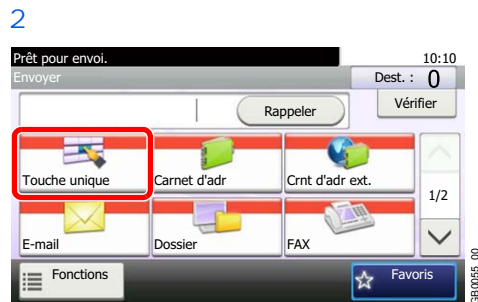 2
Prêt pour envoi. 10:10
Envoyer Dest. : 0
Rappeler Vérifier
Touche unique Carnet d'adr Crnt d'adr ext.
1/2
E-mail Dossier FAX
Fonctions Favoris
GB0055_00